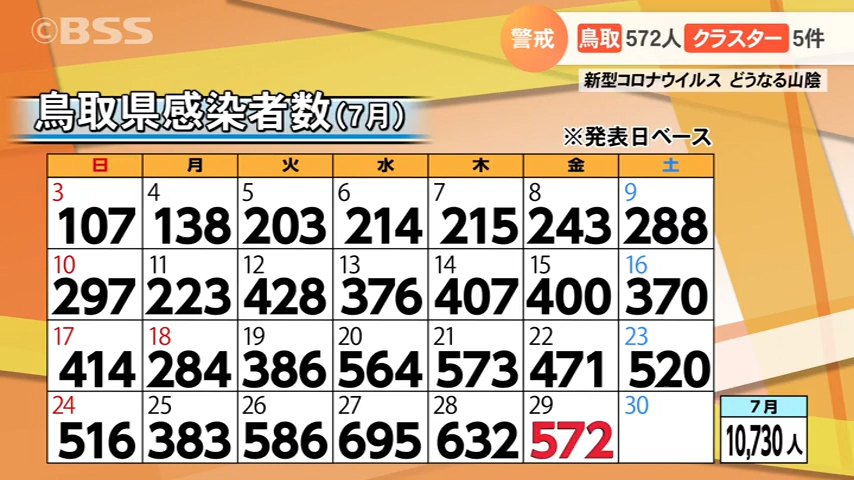 ©BSS
警戒 鳥取 572人 クラスター 5件
新型コロナウイルス どうなる山陰
鳥取県感染者数(7月)
※発表日ベース
日 月 火 水 木 金 土
3 4 5 6 7 8 9
107 138 203 214 215 243 288
10 11 12 13 14 15 16
297 223 428 376 407 400 370
17 18 19 20 21 22 23
414 284 386 564 573 471 520
24 25 26 27 28 29 30
516 383 586 695 632 572
7月
10,730人